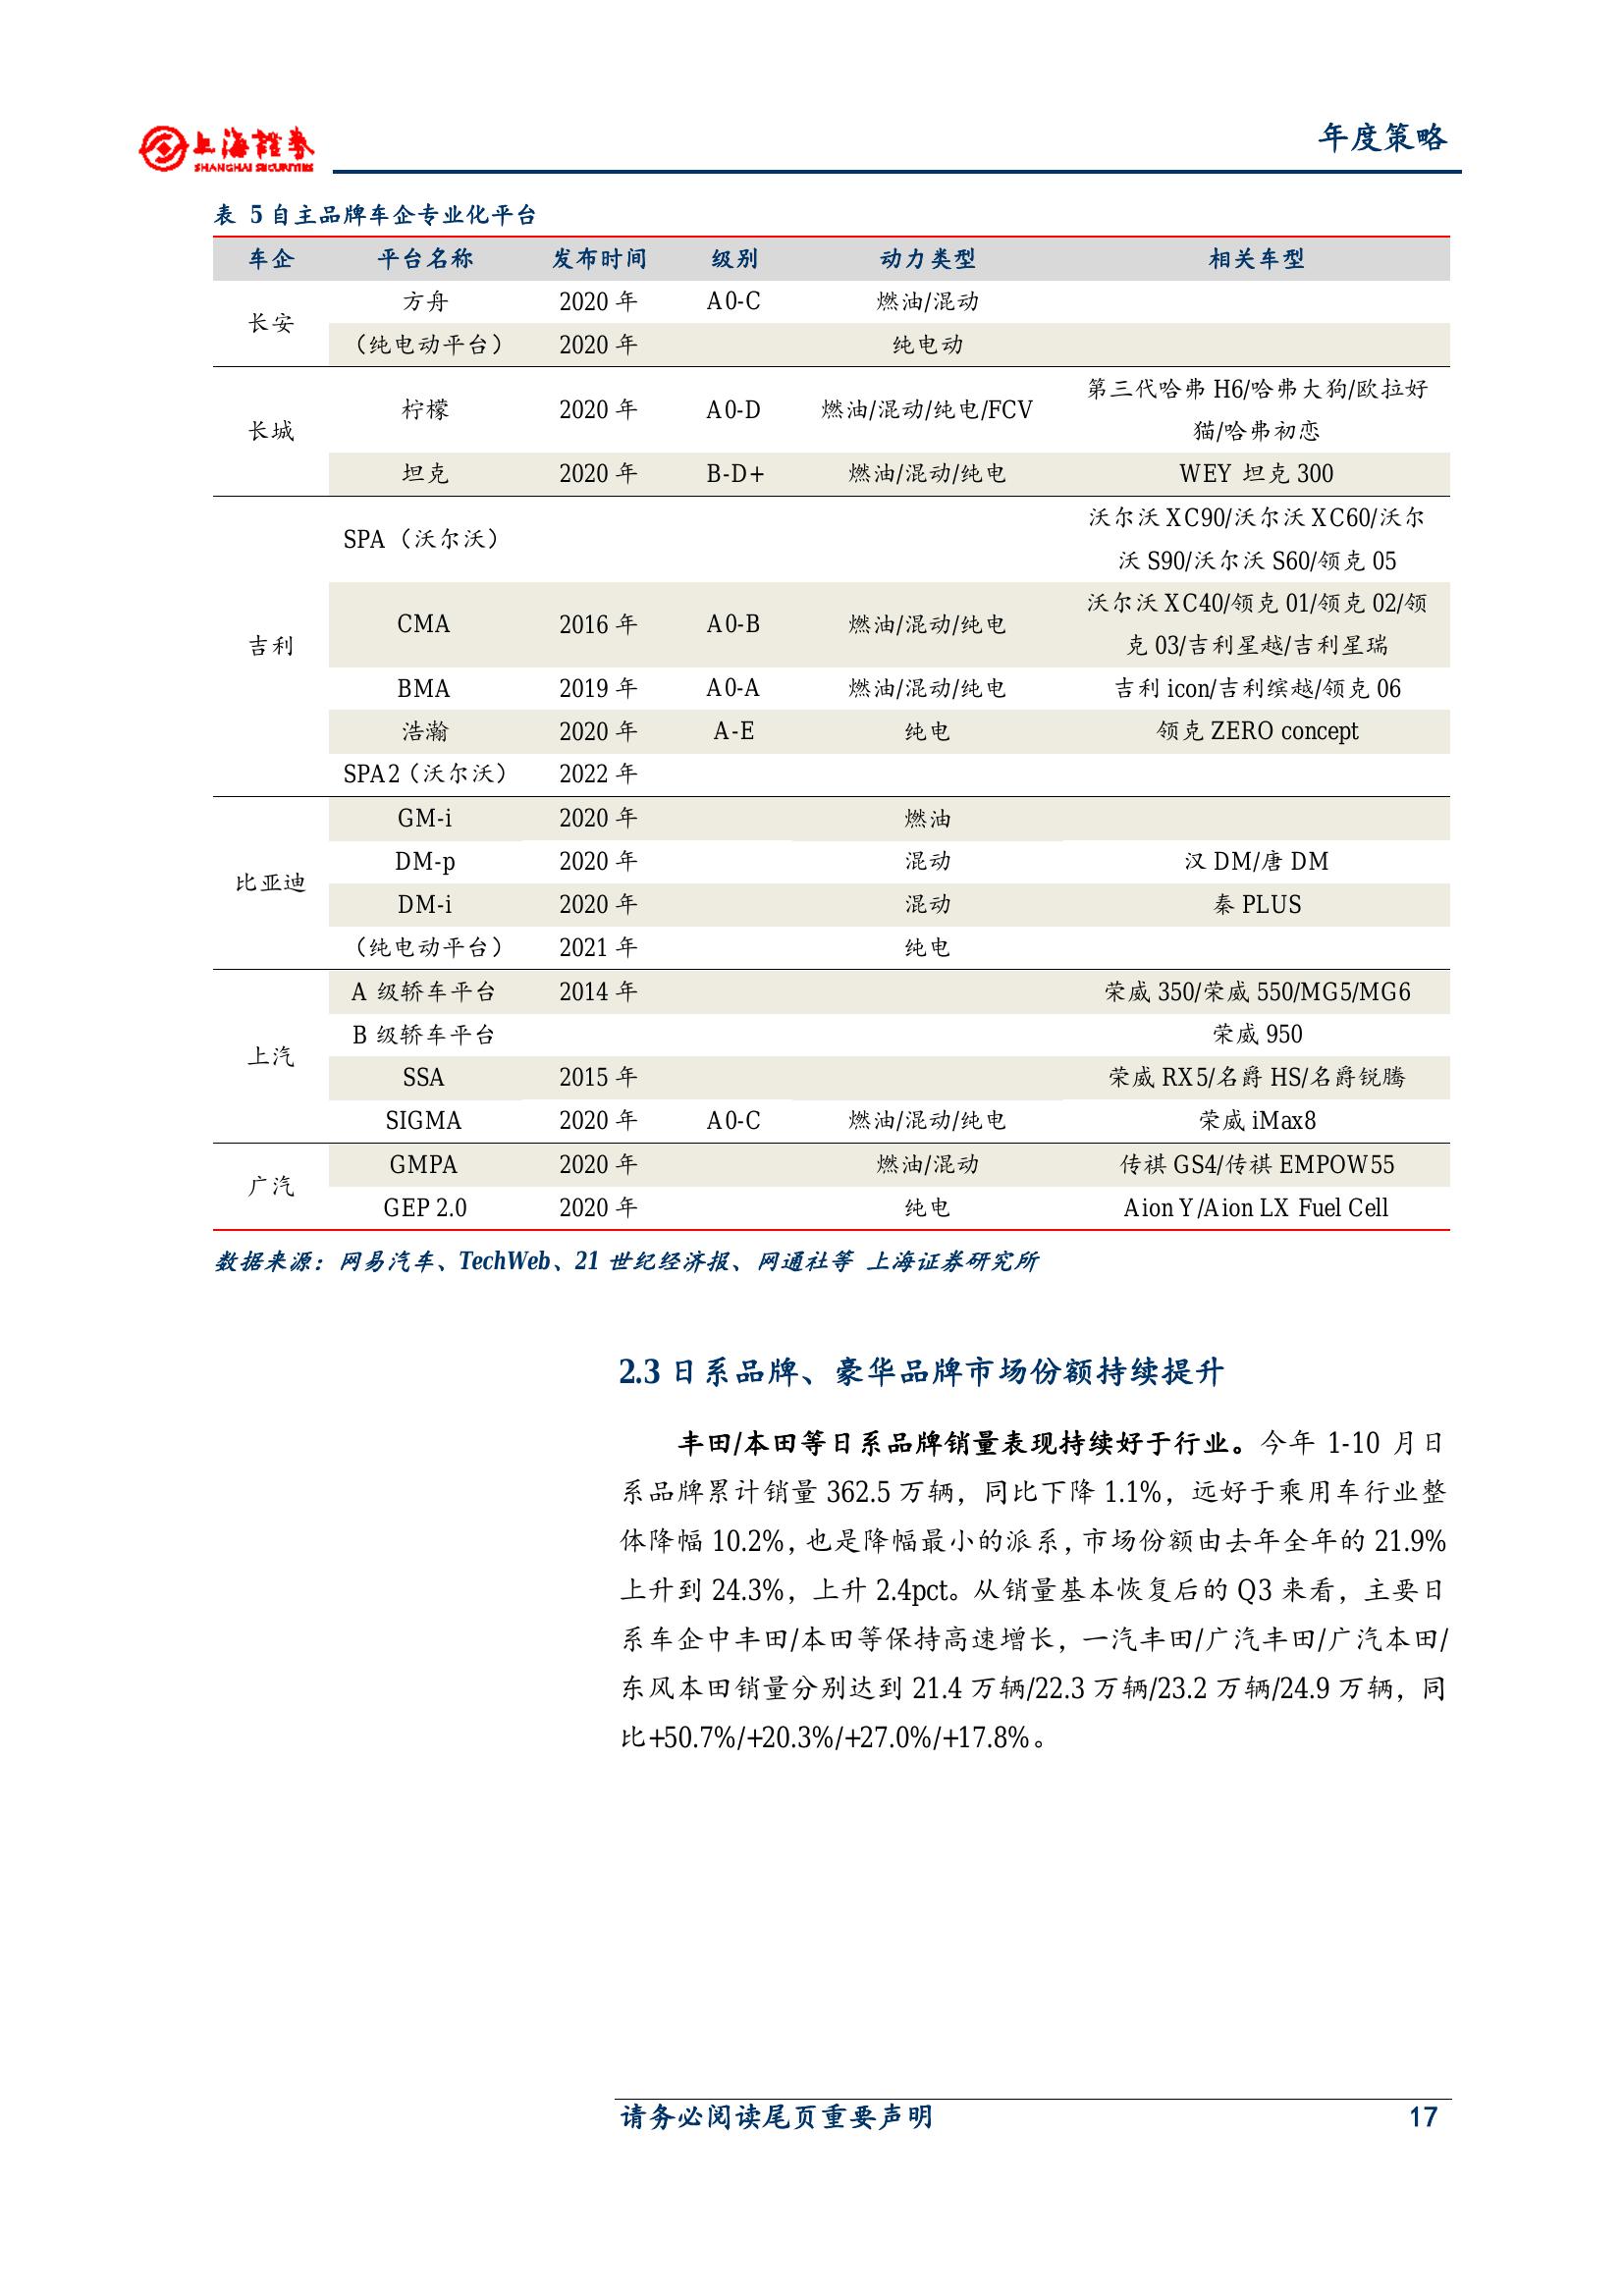 上海證券
SHANGHAI SECURITIES
年度策略
表 5 自主品牌车企专业化平台
车企 平台名称 发布时间 级别 动力类型 相关车型
长安
方舟 2020 年 A0-C 燃油/混动
（纯电动平台） 2020 年 纯电动
长城
柠檬 2020 年 A0-D 燃油/混动/纯电/FCV 第三代哈弗 H6/哈弗大狗/欧拉好
猫/哈弗初恋
坦克 2020 年 B-D+ 燃油/混动/纯电 WEY 坦克 300
吉利
SPA（沃尔沃） 沃尔沃 XC90/沃尔沃 XC60/沃尔
沃 S90/沃尔沃 S60/领克 05
CMA 2016 年 A0-B 燃油/混动/纯电 沃尔沃 XC40/领克 01/领克 02/领
克 03/吉利星越/吉利星瑞
BMA 2019 年 A0-A 燃油/混动/纯电 吉利 icon/吉利缤越/领克 06
浩瀚 2020 年 A-E 纯电 领克 ZERO concept
SPA2（沃尔沃） 2022 年
比亚迪
GM-i 2020 年 燃油
DM-p 2020 年 混动 汉 DM/唐 DM
DM-i 2020 年 混动 秦 PLUS
（纯电动平台） 2021 年 纯电
上汽
A 级轿车平台 2014 年 荣威 350/荣威 550/MG5/MG6
B 级轿车平台 荣威 950
SSA 2015 年 荣威 RX5/名爵 HS/名爵锐腾
SIGMA 2020 年 A0-C 燃油/混动/纯电 荣威 iMax8
广汽
GMPA 2020 年 燃油/混动 传祺 GS4/传祺 EMPOW55
GEP 2.0 2020 年 纯电 Aion Y/Aion LX Fuel Cell
数据来源：网易汽车、TechWeb、21 世纪经济报、网通社等 上海证券研究所
2.3 日系品牌、豪华品牌市场份额持续提升
丰田/本田等日系品牌销量表现持续好于行业。今年 1-10 月日
系品牌累计销量 362.5 万辆，同比下降 1.1%，远好于乘用车行业整
体降幅 10.2%，也是降幅最小的派系，市场份额由去年全年的 21.9%
上升到 24.3%，上升 2.4pct。从销量基本恢复后的 Q3 来看，主要日
系车企中丰田/本田等保持高速增长，一汽丰田/广汽丰田/广汽本田/
东风本田销量分别达到 21.4 万辆/22.3 万辆/23.2 万辆/24.9 万辆，同
比+50.7%/+20.3%/+27.0%/+17.8%。
请务必阅读尾页重要声明 17